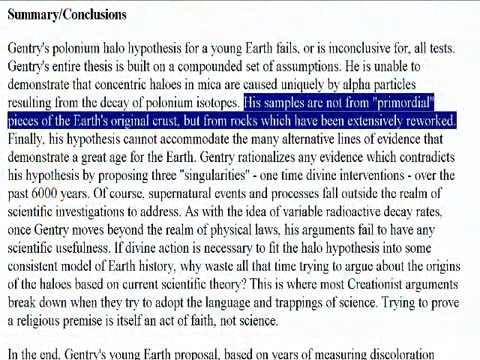 Summary/Conclusions
Gentry's polonium halo hypothesis for a young Earth fails, or is inconclusive for, all tests.
Gentry's entire thesis is built on a compounded set of assumptions. He is unable to
demonstrate that concentric haloes in mica are caused uniquely by alpha particles
resulting from the decay of polonium isotopes. His samples are not from "primordial"
pieces of the Earth's original crust, but from rocks which have been extensively reworked.
Finally, his hypothesis cannot accommodate the many alternative lines of evidence that
demonstrate a great age for the Earth. Gentry rationalizes any evidence which contradicts
his hypothesis by proposing three "singularities" - one time divine interventions - over the
past 6000 years. Of course, supernatural events and processes fall outside the realm of
scientific investigations to address. As with the idea of variable radioactive decay rates,
once Gentry moves beyond the realm of physical laws, his arguments fail to have any
scientific usefulness. If divine action is necessary to fit the halo hypothesis into some
consistent model of Earth history, why waste all that time trying to argue about the origins
of the haloes based on current scientific theory? This is where most Creationist arguments
break down when they try to adopt the language and trappings of science. Trying to prove
a religious premise is itself an act of faith, not science.
In the end, Gentry's young Earth proposal, based on years of measuring discoloration